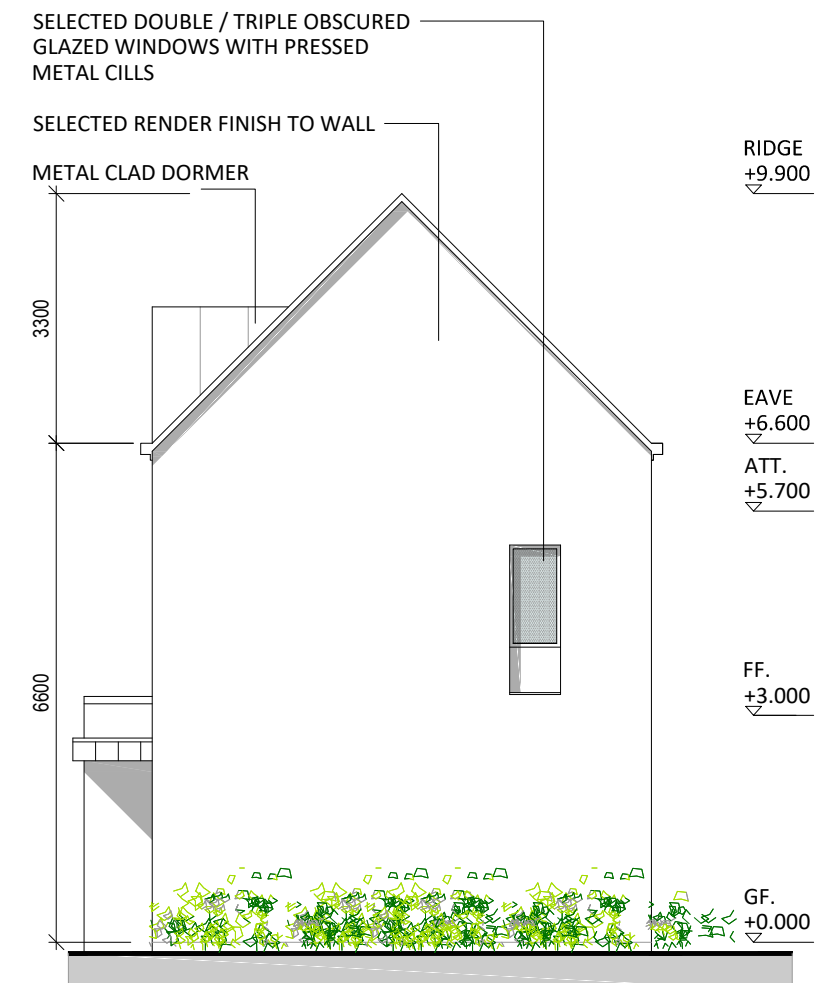 SELECTED DOUBLE / TRIPLE OBSCURED
GLAZED WINDOWS WITH PRESSED
METAL CILLS
SELECTED RENDER FINISH TO WALL
METAL CLAD DORMER
RIDGE
+9.900
3300
EAVE
+6.600
ATT.
+5.700
6600
FF.
+3.000
GF.
+0.000